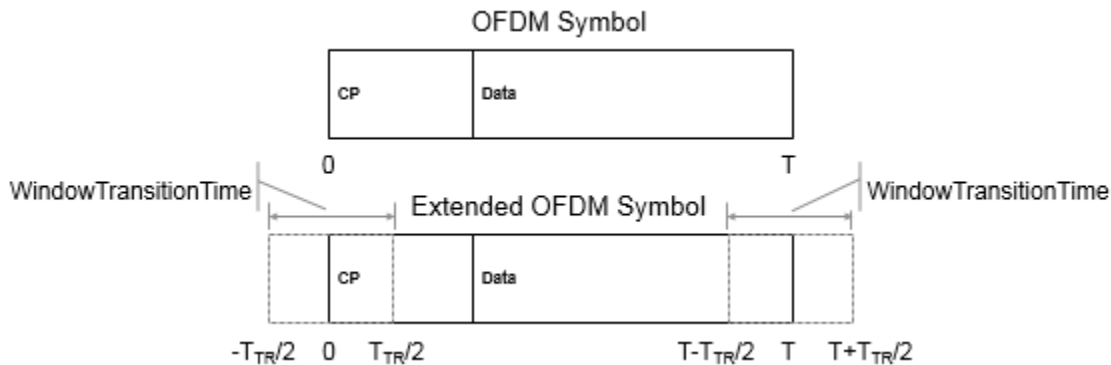 OFDM Symbol
CP Data
0 T
WindowTransitionTime WindowTransitionTime
Extended OFDM Symbol
CP Data
-T_TR/2 0 T_TR/2 T-T_TR/2 T T+T_TR/2